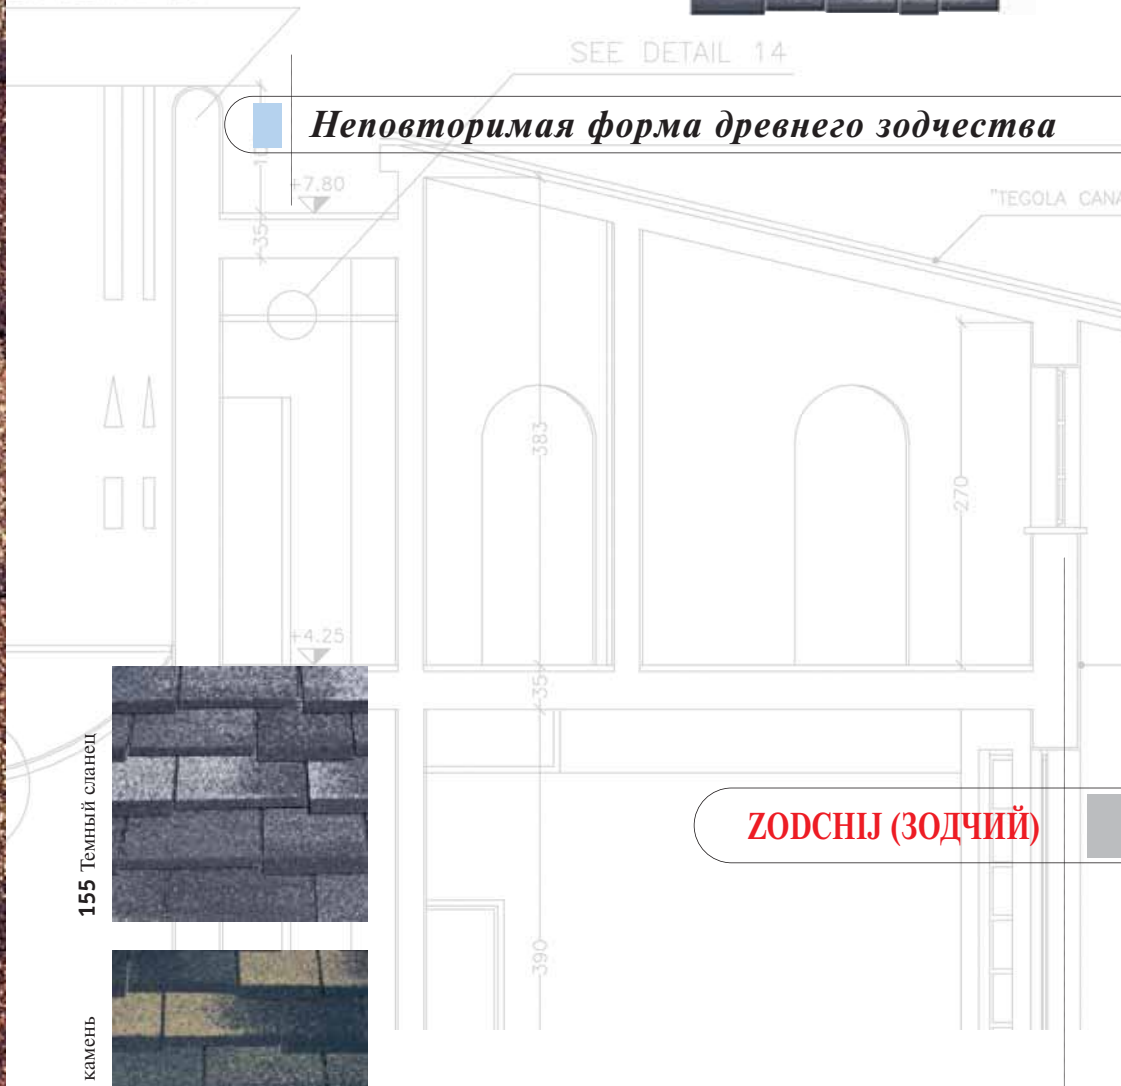 SEE DETAIL 14
Неповторимая форма древнего зодчества
+7.80
"TEGOLA CANA
35
383
270
+4.25
35
155 Темный сланец
ZODCHIJ (ЗОДЧИЙ)
390
камень